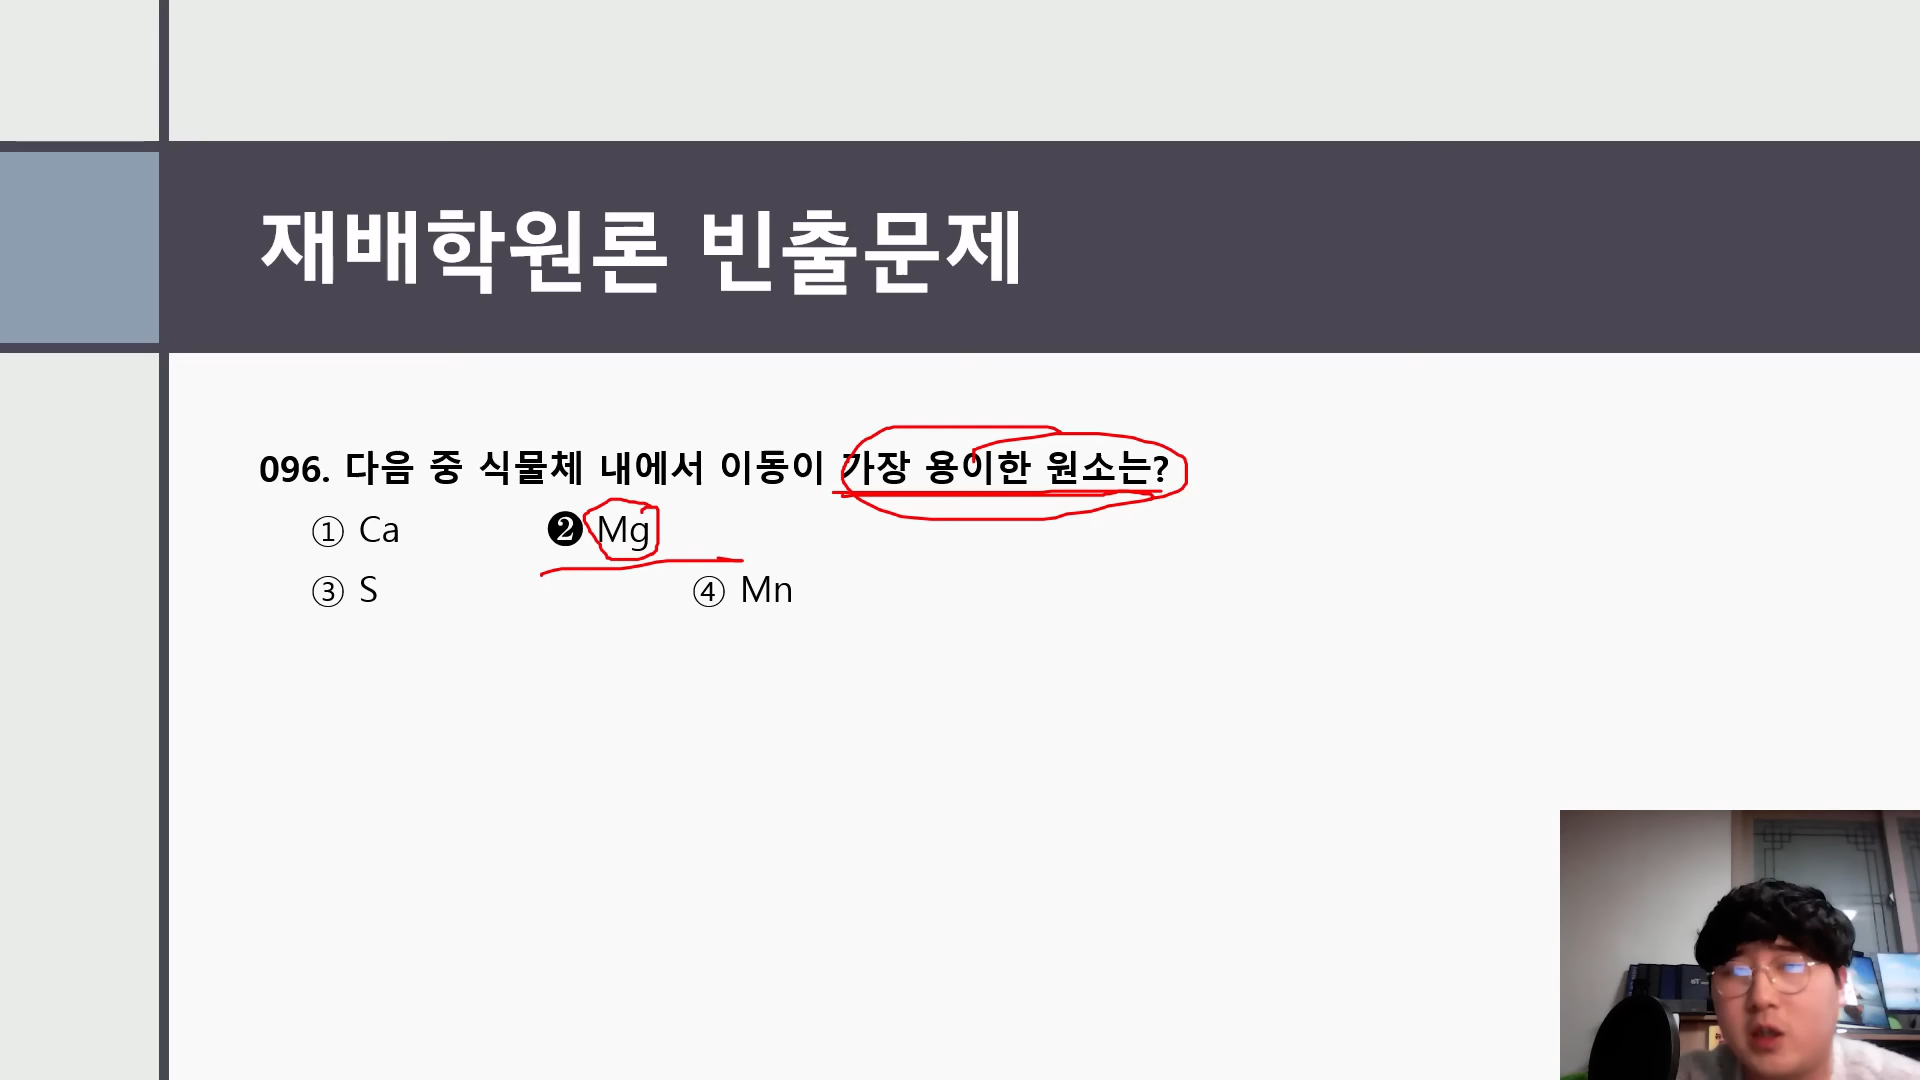 재배학원론 빈출문제
096. 다음 중 식물체 내에서 이동이 가장 용이한 원소는?
① Ca ❷ Mg
③ S ④ Mn